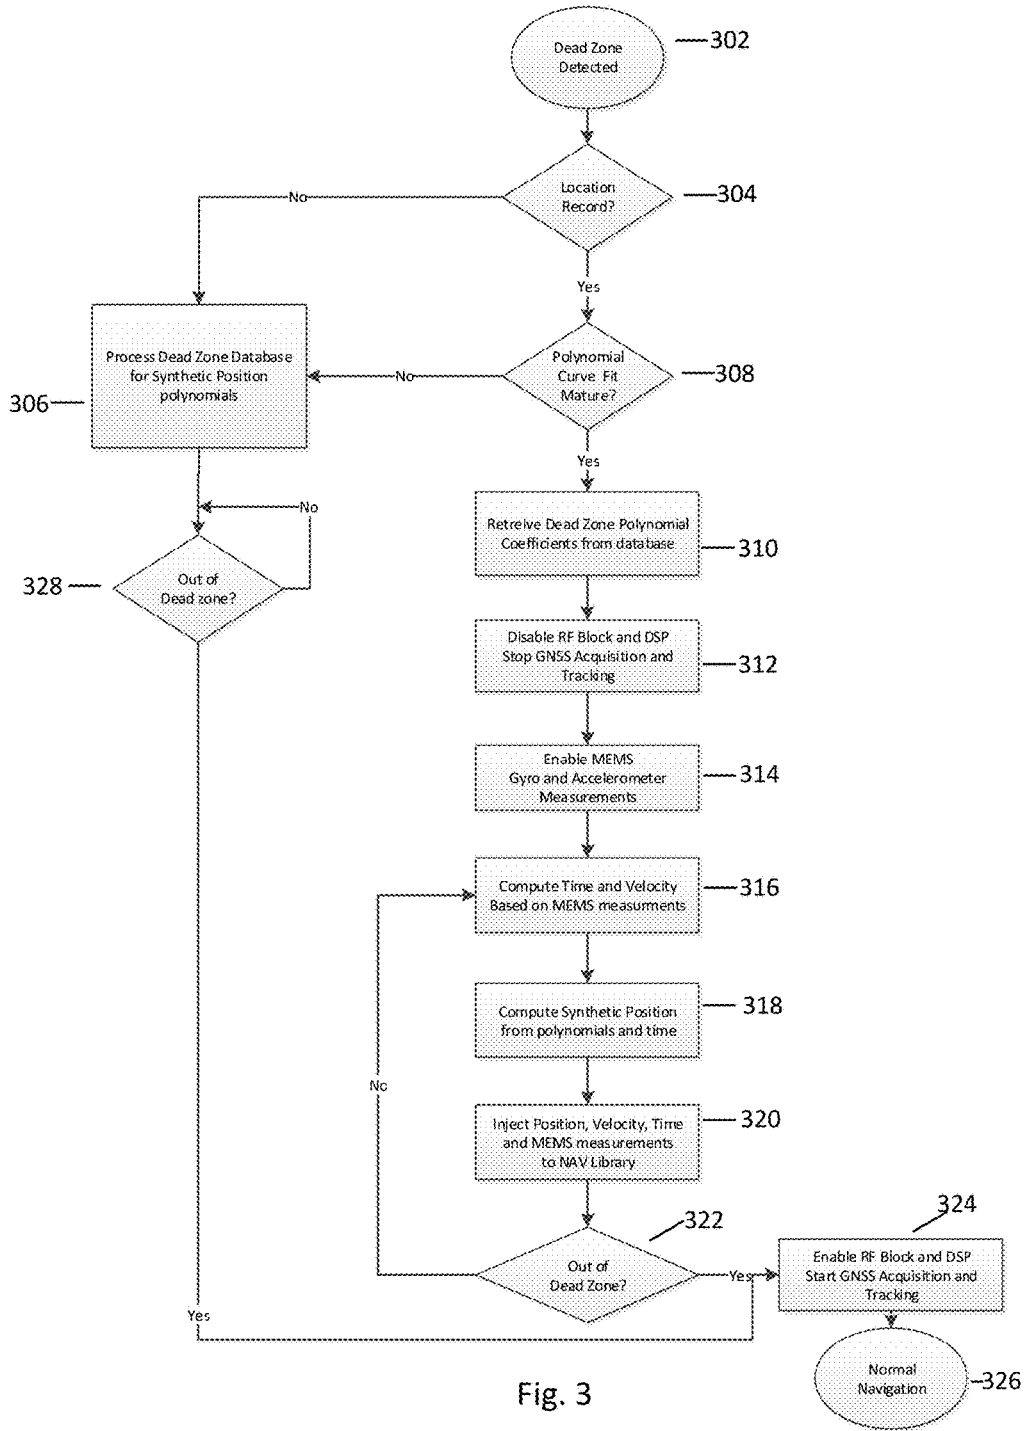 Dead Zone
Detected
302
Location
Record?
304
No
Yes
Process Dead Zone Database
for Synthetic Position
polynomials
306
Polynomial
Curve Fit
Mature?
308
No
Yes
Retreive Dead Zone Polynomial
Coefficients from database
310
No
Out of
Dead zone?
328
Disable RF Block and DSP
Stop GNSS Acquisition and
Tracking
312
Enable MEMS
Gyro and Accelerometer
Measurements
314
Compute Time and Velocity
Based on MEMS measurments
316
Compute Synthetic Position
from polynomials and time
318
No
Inject Position, Velocity, Time
and MEMS measurements
to NAV Library
320
Out of
Dead Zone?
322
Yes
Enable RF Block and DSP
Start GNSS Acquisition and
Tracking
324
Yes
Normal
Navigation
326
Fig. 3